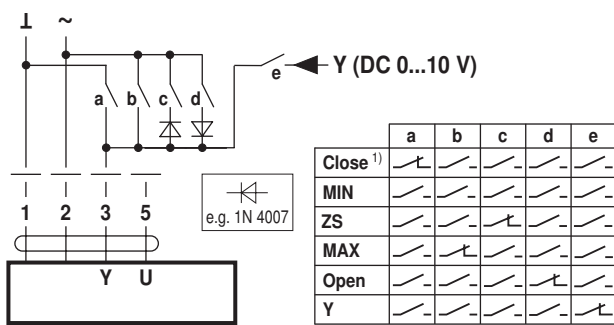 ⊥ ~
e Y (DC 0...10 V)
a b c d
1 2 3 5
e.g. 1N 4007
Y U
a b c d e
Close 1)
MIN
ZS
MAX
Open
Y